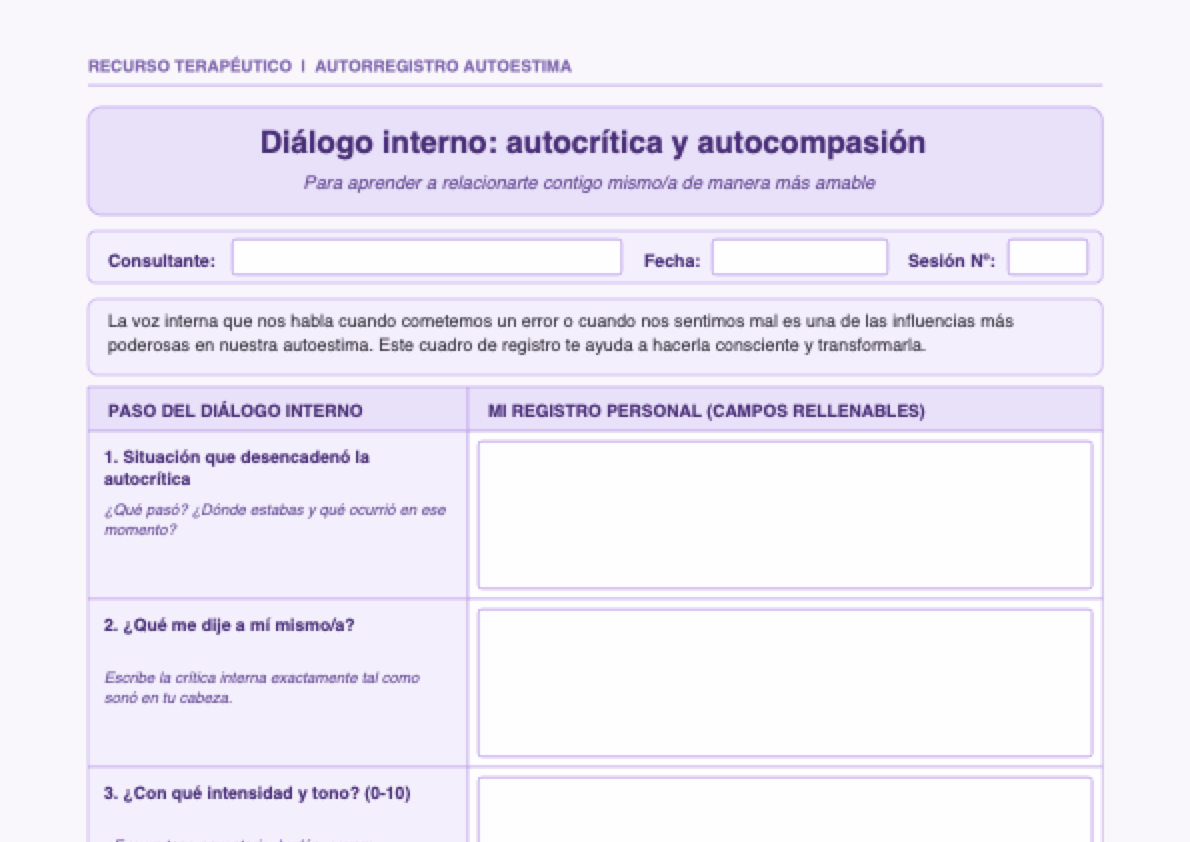 RECURSO TERAPÉUTICO | AUTORREGISTRO AUTOESTIMA
Diálogo interno: autocrítica y autocompasión
Para aprender a relacionarte contigo mismo/a de manera más amable
Consultante:
Fecha:
Sesión Nº:
La voz interna que nos habla cuando cometemos un error o cuando nos sentimos mal es una de las influencias más
poderosas en nuestra autoestima. Este cuadro de registro te ayuda a hacerla consciente y transformarla.
PASO DEL DIÁLOGO INTERNO
MI REGISTRO PERSONAL (CAMPOS RELLENABLES)
1. Situación que desencadenó la
autocrítica
¿Qué pasó? ¿Dónde estabas y qué ocurrió en ese
momento?
2. ¿Qué me dije a mí mismo/a?
Escribe la crítica interna exactamente tal como
sonó en tu cabeza.
3. ¿Con qué intensidad y tono? (0-10)